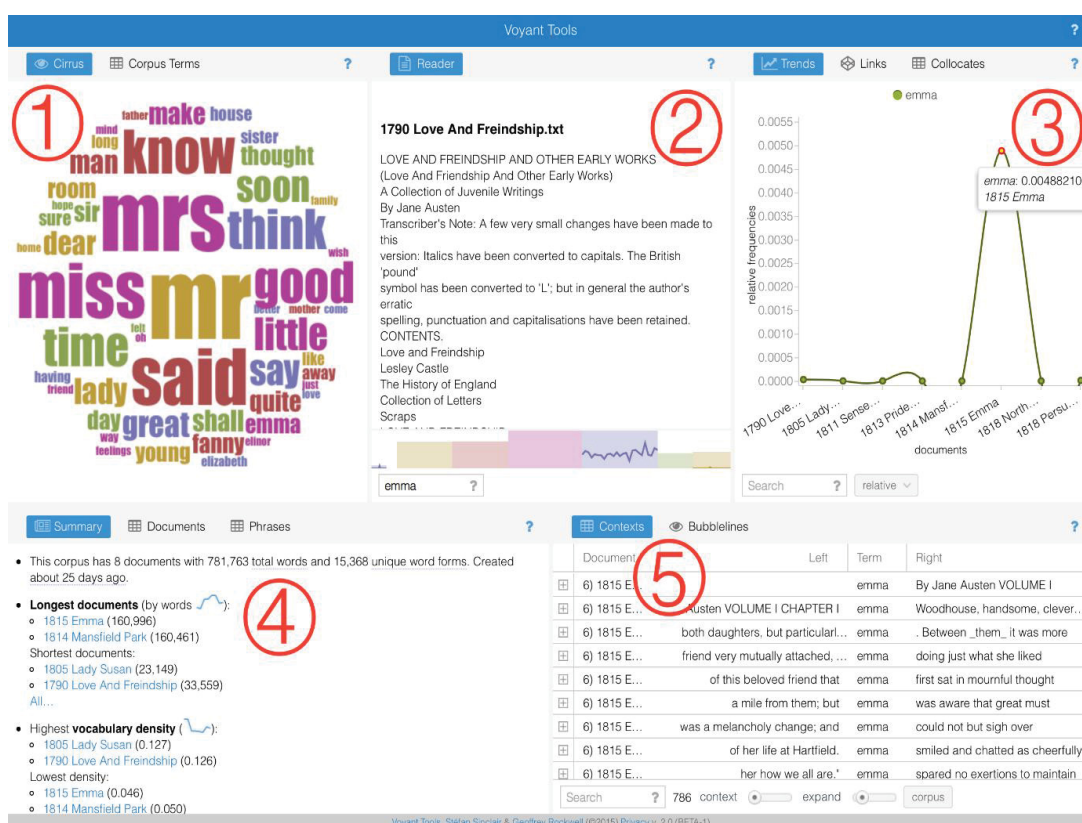 Voyant Tools ?
Cirrus Corpus Terms ?
1
father make house
mind
long know sister
man thought
room soon
hope family
sure sir mrs think
home dear wish
miss mr good
better mother come
felt
oh little
time like
having said say away
friend lady just
quite love
day great shall emma
way fanny elinor
feelings young
elizabeth
Reader ?
2
1790 Love And Freindship.txt
LOVE AND FREINDSHIP AND OTHER EARLY WORKS
(Love And Friendship And Other Early Works)
A Collection of Juvenile Writings
By Jane Austen
Transcriber's Note: A few very small changes have been made to
this
version: Italics have been converted to capitals. The British
'pound'
symbol has been converted to 'L'; but in general the author's
erratic
spelling, punctuation and capitalisations have been retained.
CONTENTS.
Love and Freindship
Lesley Castle
The History of England
Collection of Letters
Scraps
LOVE AND FREINDSHIP
emma ?
Trends Links Collocates ?
emma
3
0.0055
0.0050
0.0045
0.0040
0.0035
0.0030
0.0025
0.0020
0.0015
0.0010
0.0005
0.0000
relative frequencies
emma: 0.00488210
1815 Emma
1790 Love...
1805 Lady...
1811 Sense...
1813 Pride...
1814 Mansf...
1815 Emma
1818 North...
1818 Persu...
documents
Search ? relative
Summary Documents Phrases ?
4
This corpus has 8 documents with 781,763 total words and 15,368 unique word forms. Created
about 25 days ago.
Longest documents (by words ):
1815 Emma (160,996)
1814 Mansfield Park (160,461)
Shortest documents:
1805 Lady Susan (23,149)
1790 Love And Freindship (33,559)
All...
Highest vocabulary density ( ):
1805 Lady Susan (0.127)
1790 Love And Freindship (0.126)
Lowest density:
1815 Emma (0.046)
1814 Mansfield Park (0.050)
Contexts Bubblelines ?
5
Document Left Term Right
6) 1815 E... emma By Jane Austen VOLUME I
6) 1815 E... Austen VOLUME I CHAPTER I emma Woodhouse, handsome, clever...
6) 1815 E... both daughters, but particularl... emma . Between _them_ it was more
6) 1815 E... friend very mutually attached, ... emma doing just what she liked
6) 1815 E... of this beloved friend that emma first sat in mournful thought
6) 1815 E... a mile from them; but emma was aware that great must
6) 1815 E... was a melancholy change; and emma could not but sigh over
6) 1815 E... of her life at Hartfield. emma smiled and chatted as cheerfully
6) 1815 E... her how we all are.' emma spared no exertions to maintain
Search ? 786 context expand corpus
Voyant Tools, Stéfan Sinclair & Geoffrey Rockwell (©2015) Privacy v. 2.0 (BETA-1)